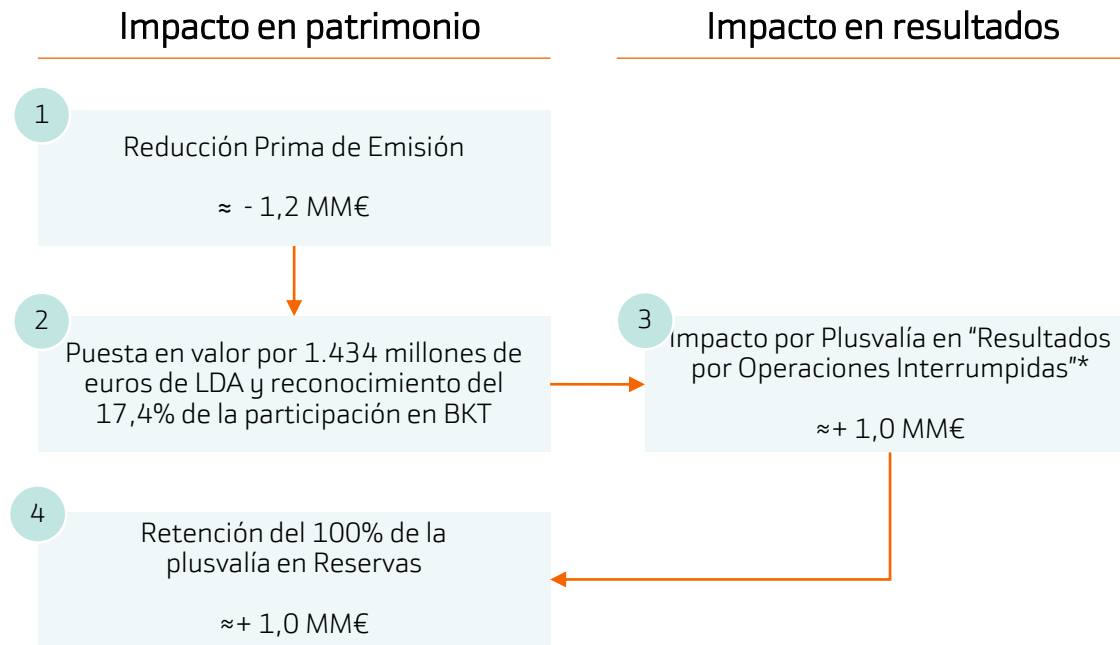 Impacto en patrimonio
Impacto en resultados
1
Reducción Prima de Emisión
≈ - 1,2 MM€
2
Puesta en valor por 1.434 millones de
euros de LDA y reconocimiento del
17,4% de la participación en BKT
3
Impacto por Plusvalía en “Resultados
por Operaciones Interrumpidas”*
≈+ 1,0 MM€
4
Retención del 100% de la
plusvalía en Reservas
≈+ 1,0 MM€